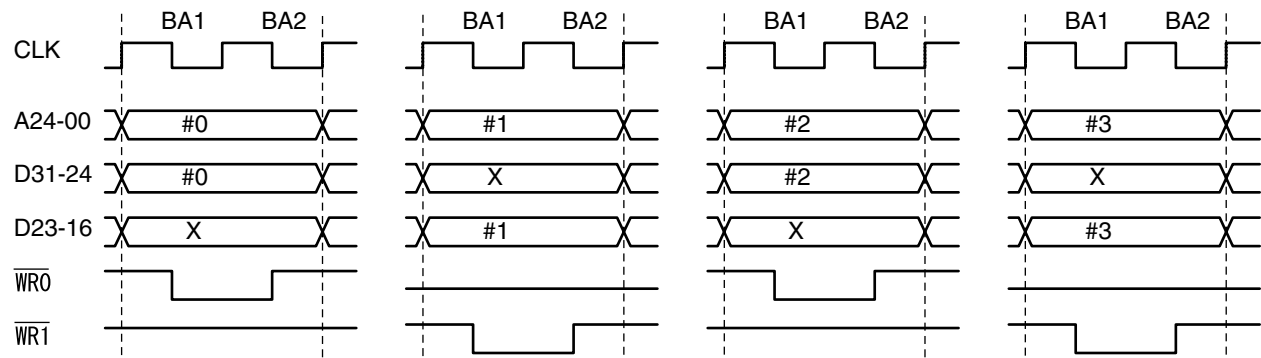 BA1 BA2 BA1 BA2 BA1 BA2 BA1 BA2
CLK
A24-00 #0 #1 #2 #3
D31-24 #0 X #2 X
D23-16 X #1 X #3
WR0
WR1